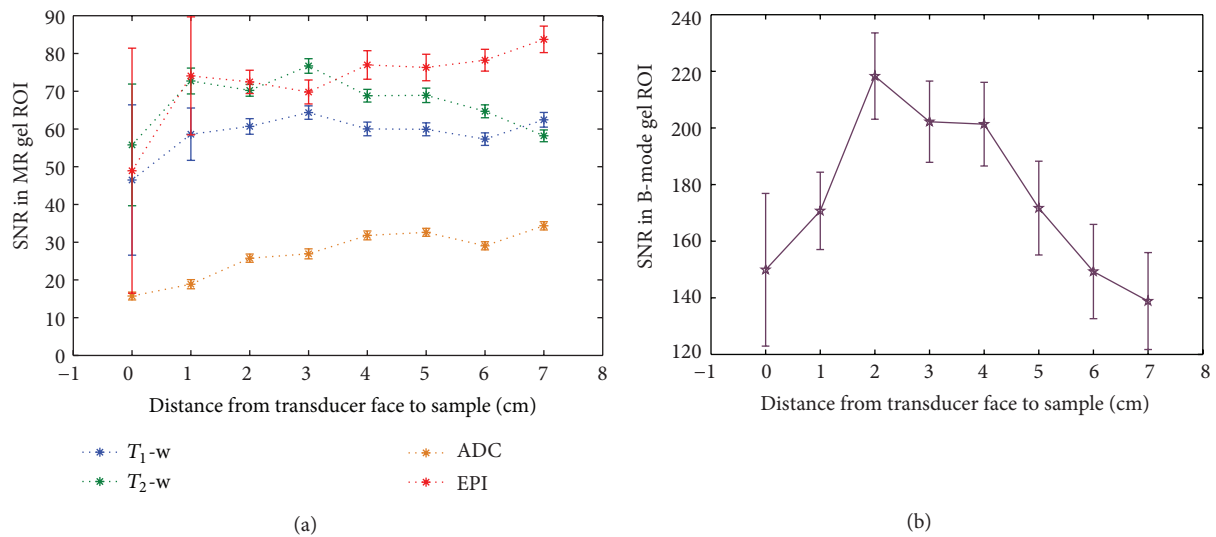 90
80
70
60
50
40
30
20
10
0
SNR in MR gel ROI
−1 0 1 2 3 4 5 6 7 8
Distance from transducer face to sample (cm)
T1-w
T2-w
ADC
EPI
(a)
240
220
200
180
160
140
120
SNR in B-mode gel ROI
−1 0 1 2 3 4 5 6 7 8
Distance from transducer face to sample (cm)
(b)